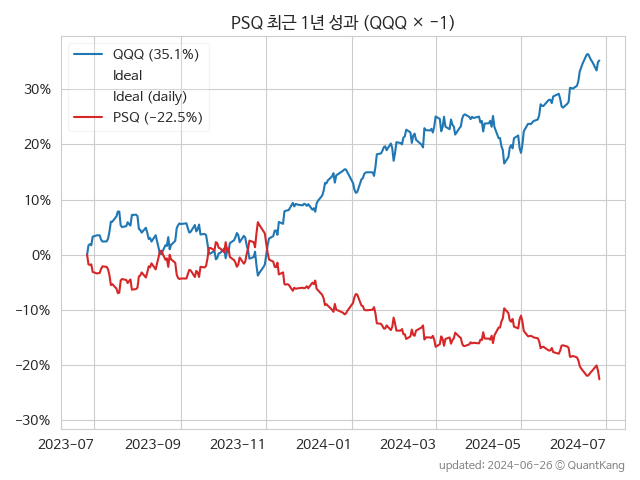 PSQ 최근 1년 성과 (QQQ × −1)
QQQ (35.1%)
Ideal
Ideal (daily)
PSQ (−22.5%)
30%
20%
10%
0%
−10%
−20%
−30%
2023-07 2023-09 2023-11 2024-01 2024-03 2024-05 2024-07
updated: 2024-06-26 © QuantKang